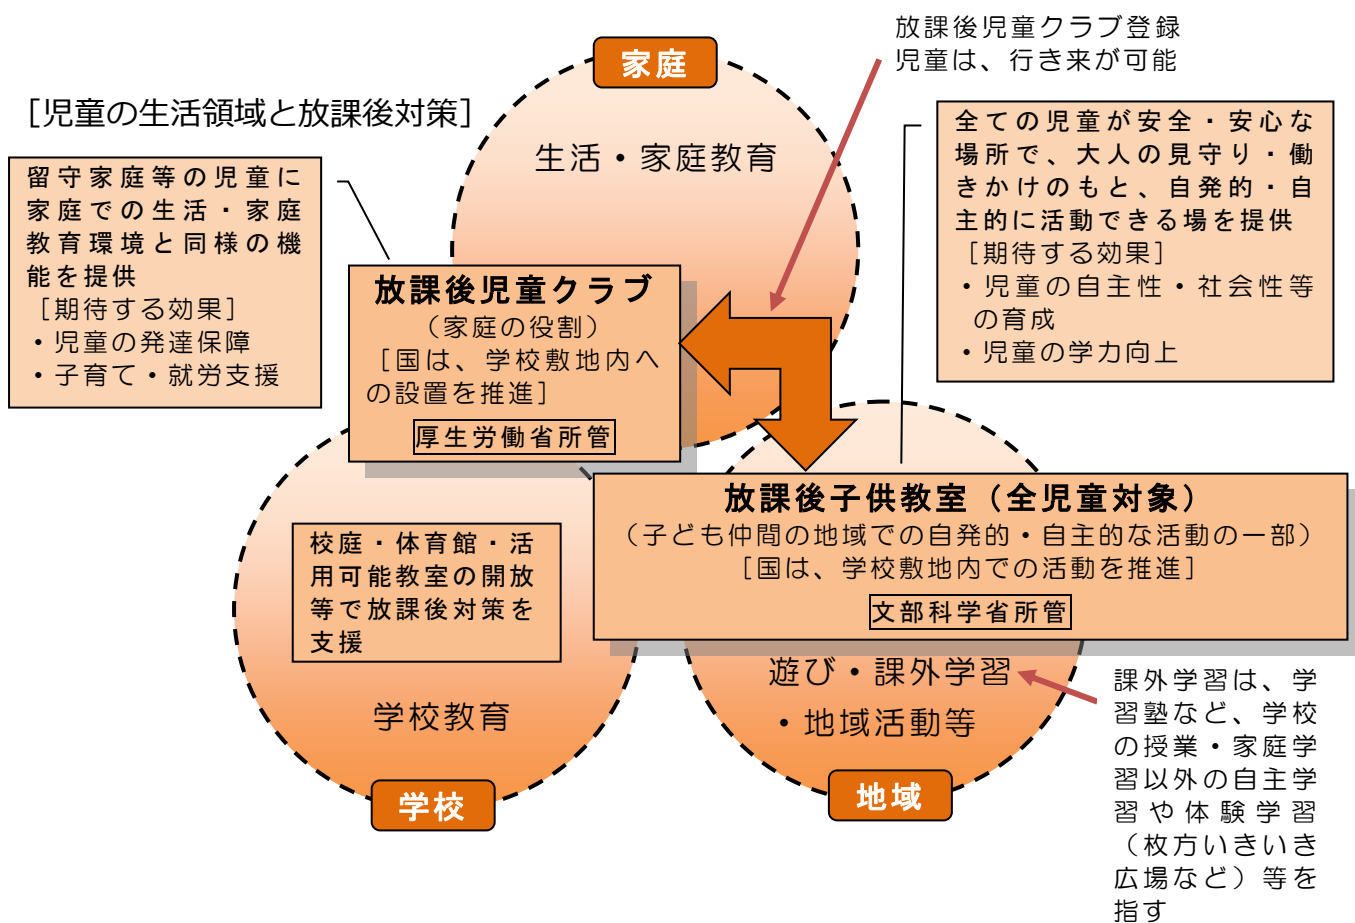 放課後児童クラブ登録
児童は、行き来が可能
家庭
[児童の生活領域と放課後対策]
生活・家庭教育
留守家庭等の児童に
家庭での生活・家庭
教育環境と同様の機
能を提供
[期待する効果]
・児童の発達保障
・子育て・就労支援
全ての児童が安全・安心な
場所で、大人の見守り・働
きかけのもと、自発的・自
主的に活動できる場を提供
[期待する効果]
・児童の自主性・社会性等
の育成
・児童の学力向上
放課後児童クラブ
（家庭の役割）
[国は、学校敷地内へ
の設置を推進]
厚生労働省所管
放課後子供教室（全児童対象）
（子ども仲間の地域での自発的・自主的な活動の一部）
[国は、学校敷地内での活動を推進]
文部科学省所管
校庭・体育館・活
用可能教室の開放
等で放課後対策を
支援
学校教育
学校
遊び・課外学習
・地域活動等
地域
課外学習は、学
習塾など、学校
の授業・家庭学
習以外の自主学
習や体験学習
（枚方いきいき
広場など）等を
指す